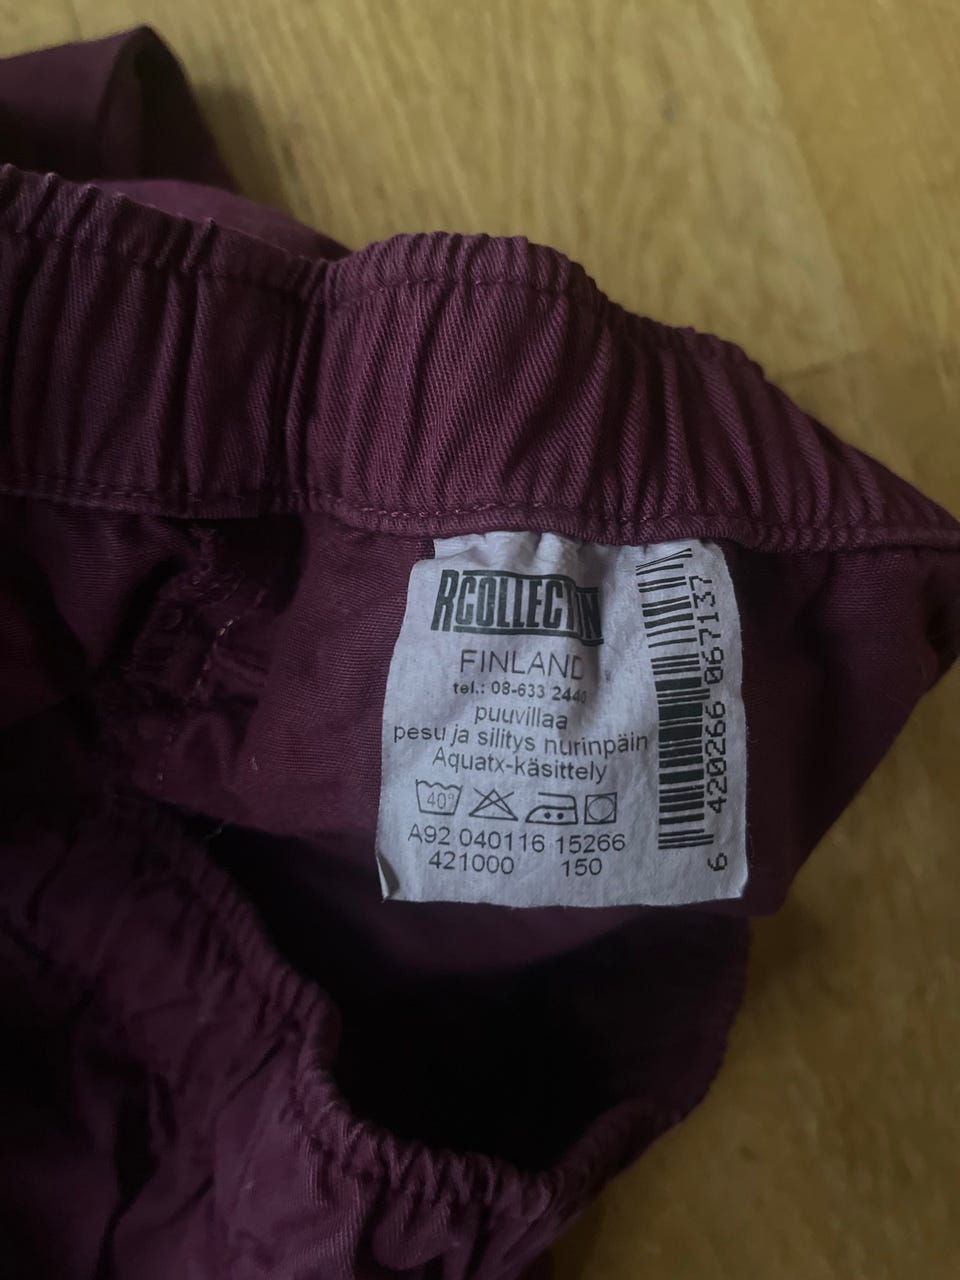 RCOLLECTION
FINLAND
tel.: 08-633 2440
puuvillaa
pesu ja silitys nurinpäin
Aquatx-käsittely
40°
A92 040116 15266
421000 150
6 420266 067137